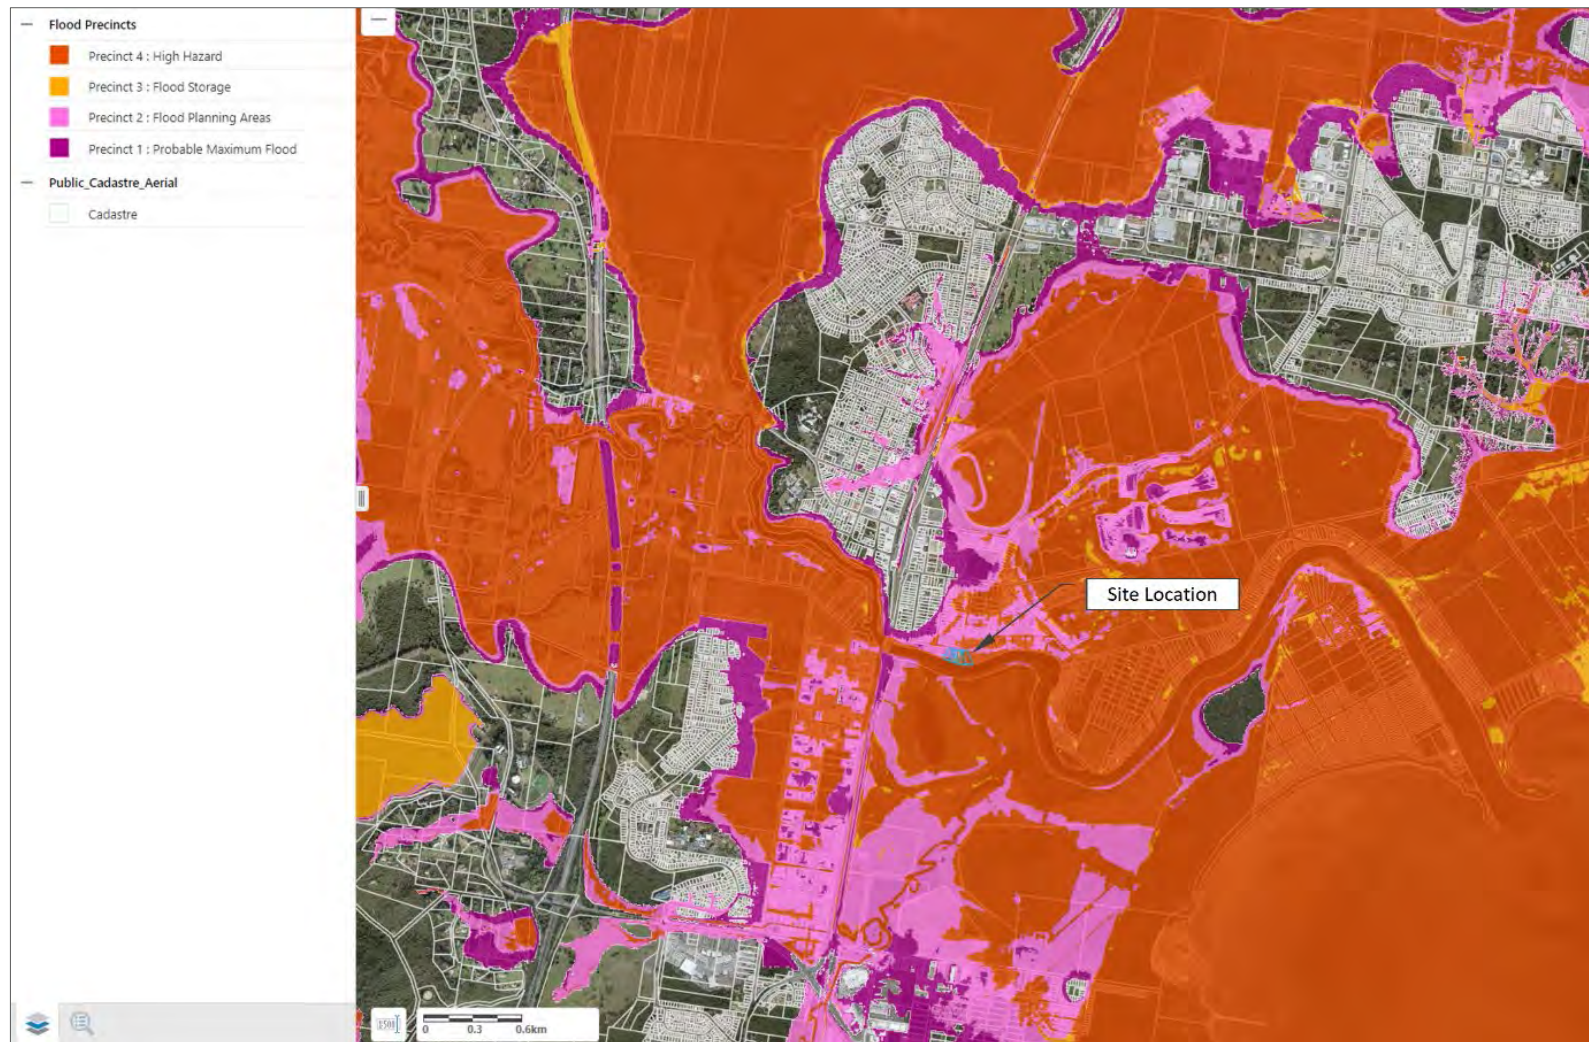 Flood Precincts
Precinct 4 : High Hazard
Precinct 3 : Flood Storage
Precinct 2 : Flood Planning Areas
Precinct 1 : Probable Maximum Flood
Public_Cadastre_Aerial
Cadastre
Site Location
0 0.3 0.6km